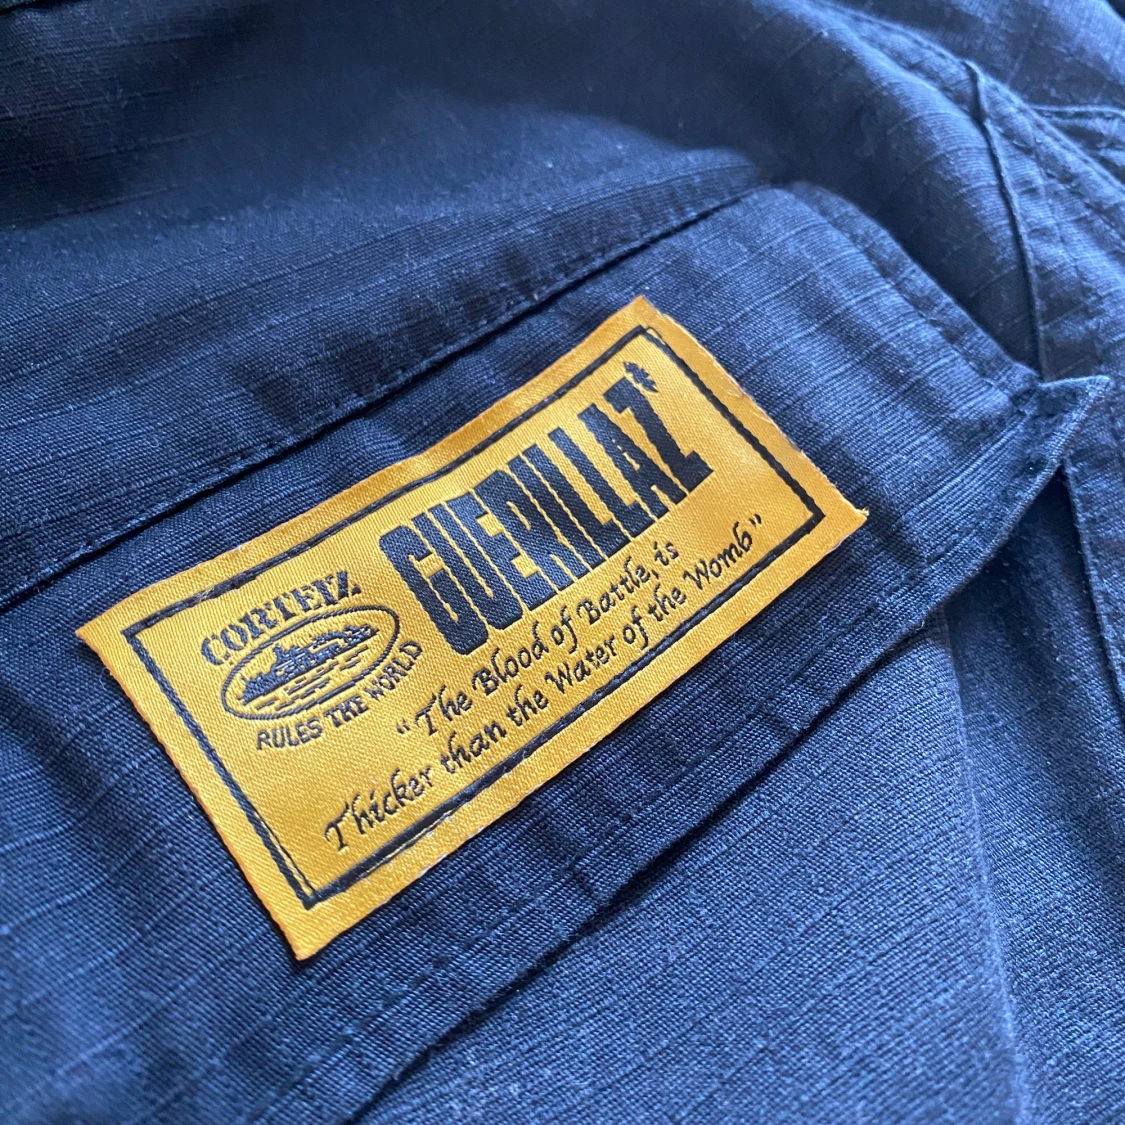 CORTEIZ
RULES THE WORLD
GUERILLAZ
"The Blood of Battle, is
Thicker than the Water of the Womb"